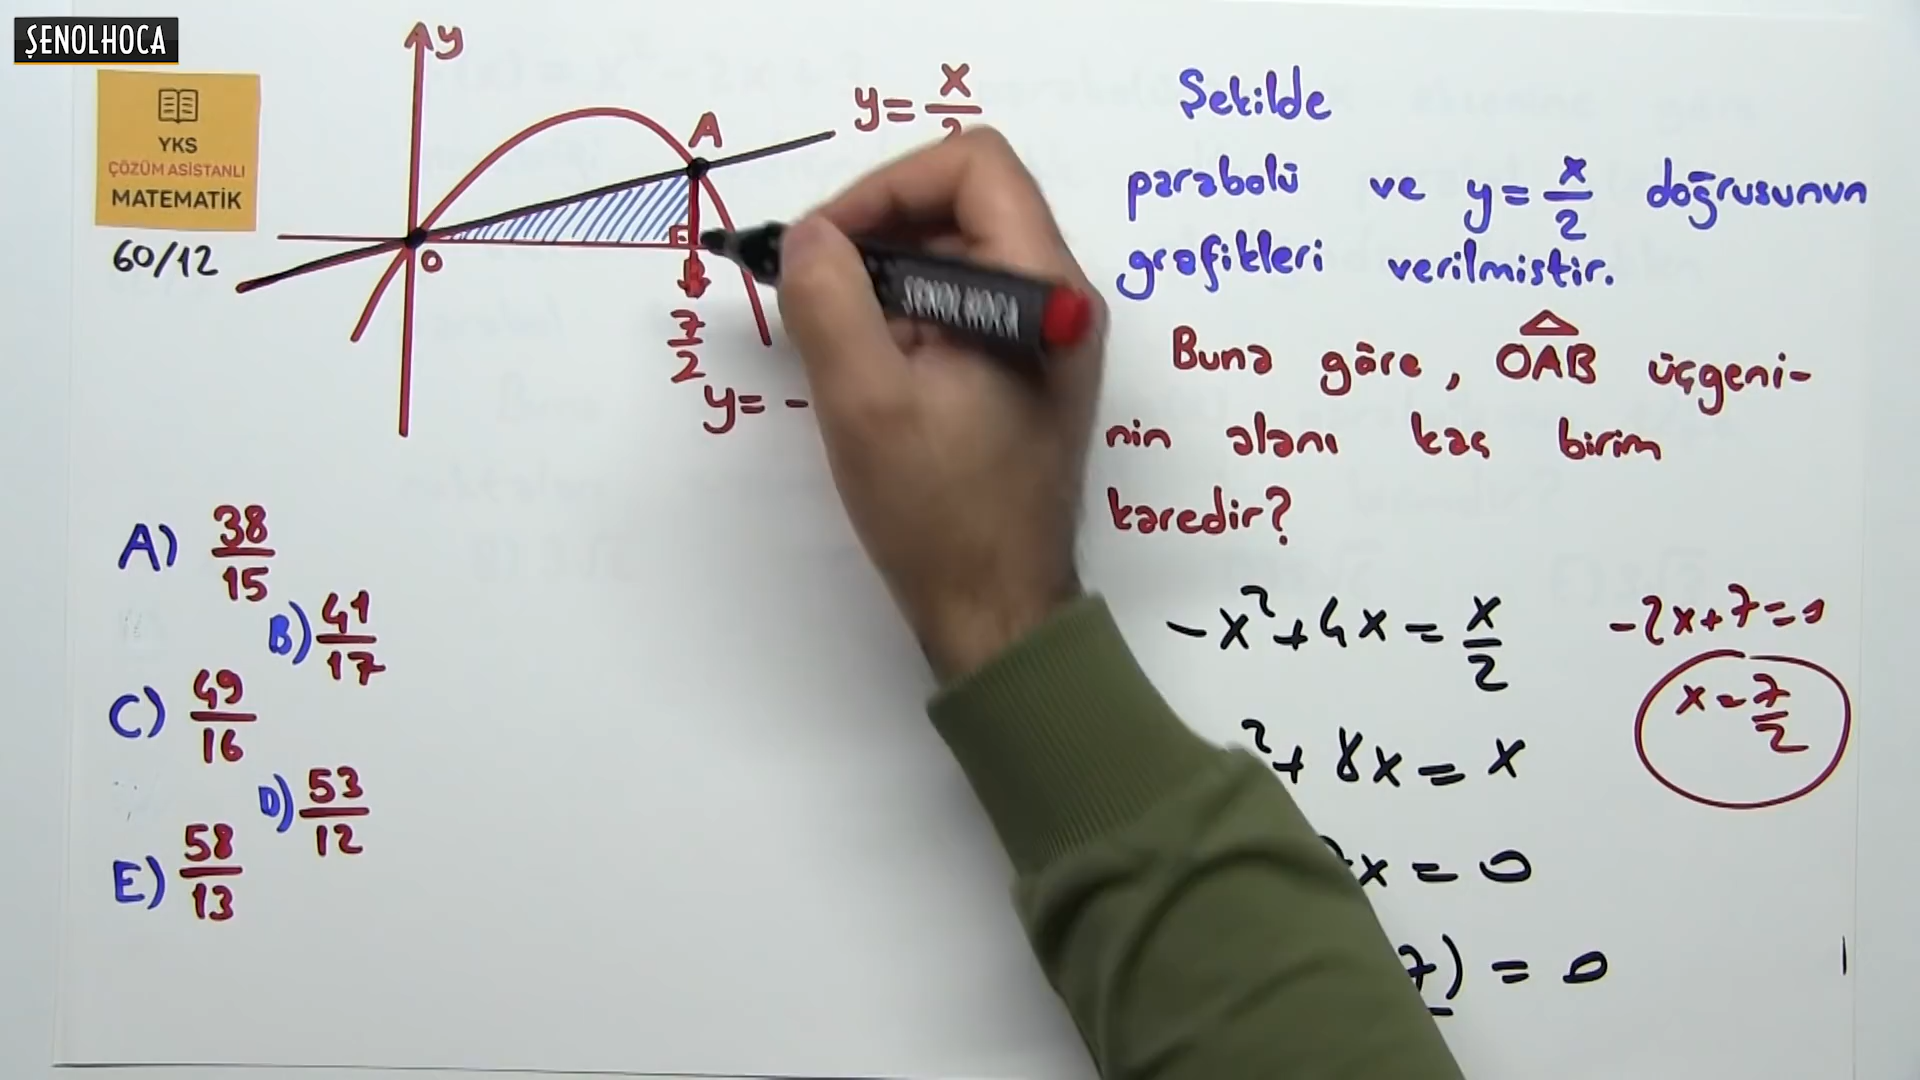 ŞENOLHOCA
YKS
ÇÖZÜM ASİSTANLI
MATEMATİK
60/12
y
A
O
7/2
y = x/2
y = -
ŞENOLHOCA
Şekilde
parabolü ve y = x/2 doğrusunun
grafikleri verilmiştir.
Buna göre, OAB üçgeni-
nin alanı kaç birim
karedir?
A) 38/15
B) 41/17
C) 49/16
D) 53/12
E) 58/13
-x² + 4x = x/2
² + 8x = x
x = 0
7) = 0
-2x+7=0
x = 7/2